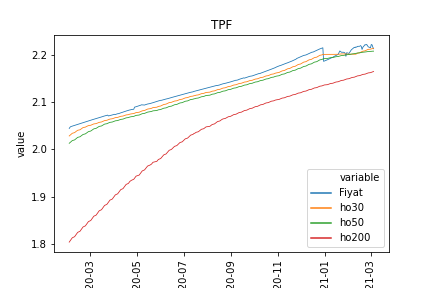 TPF
2.2
2.1
2.0
1.9
1.8
value
variable
Fiyat
ho30
ho50
ho200
20-03
20-05
20-07
20-09
20-11
21-01
21-03